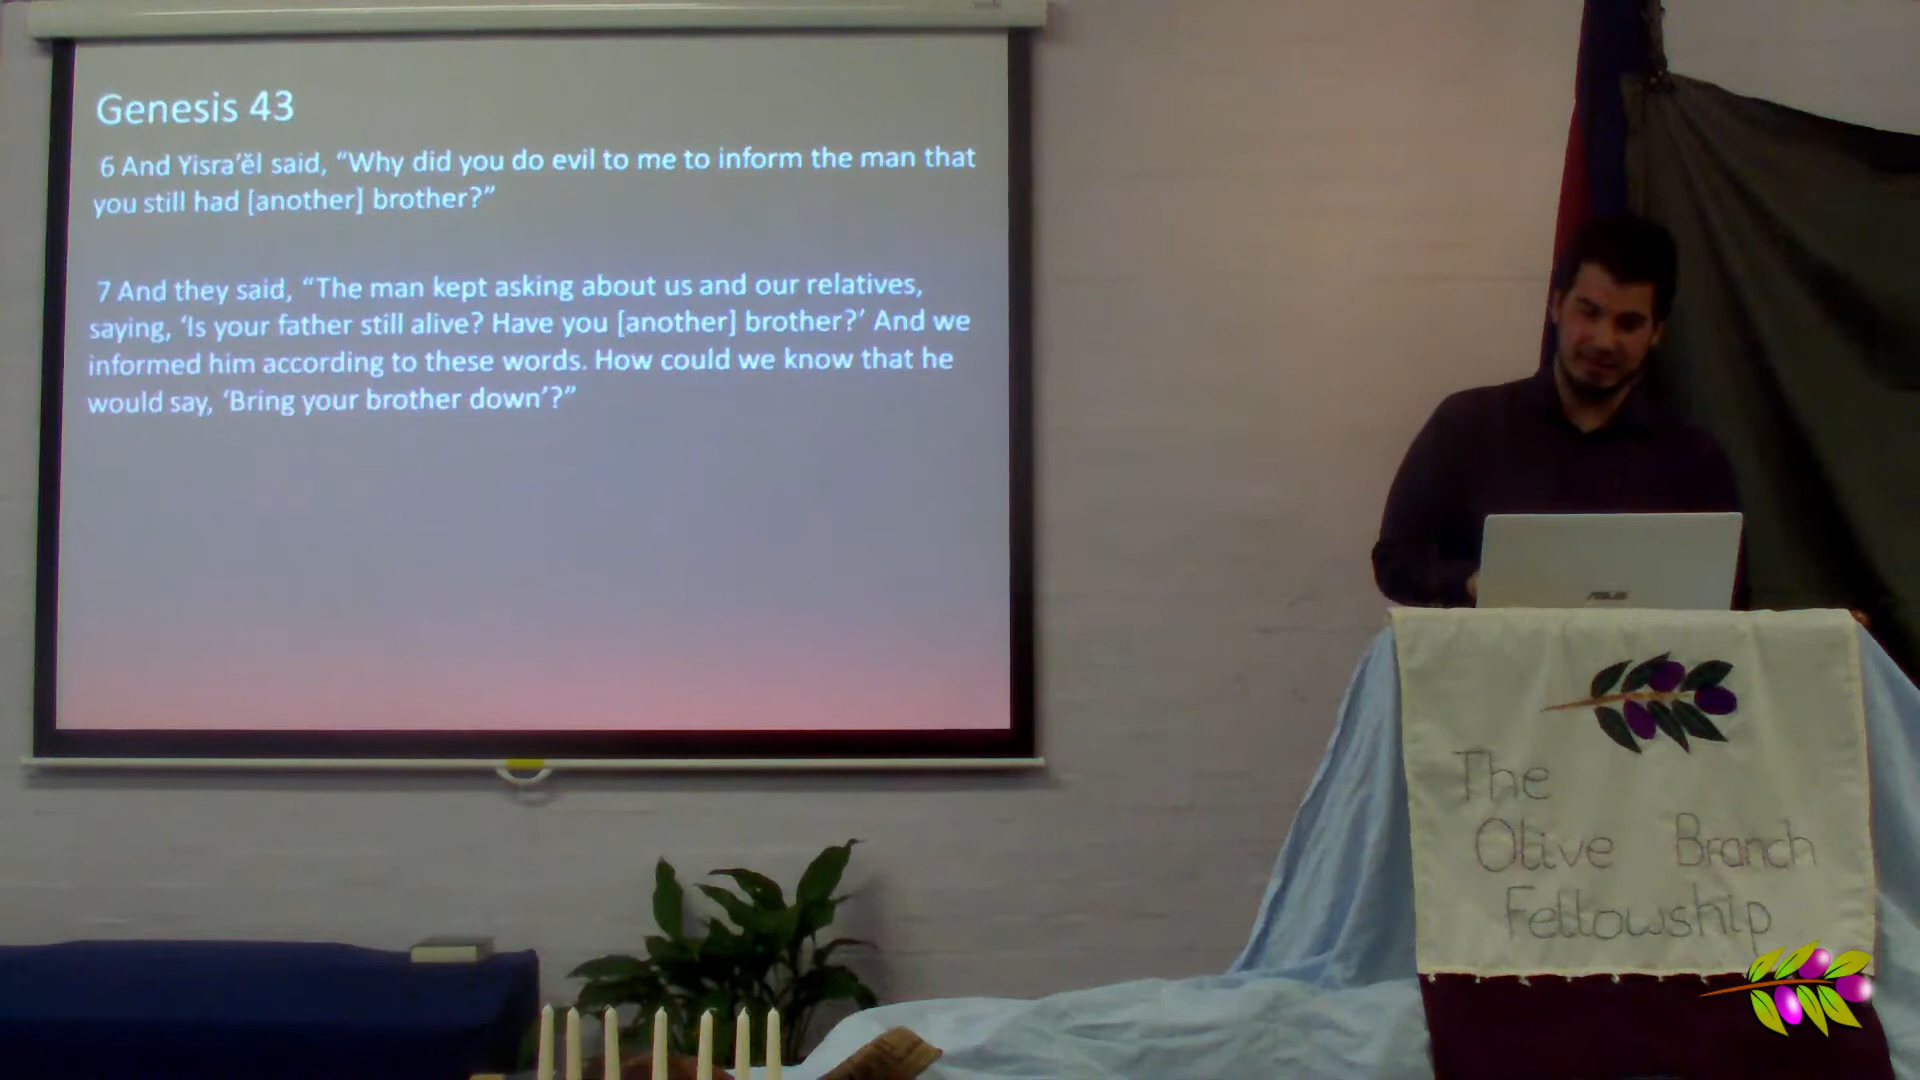 Genesis 43
6 And Yisra’ĕl said, “Why did you do evil to me to inform the man that
you still had [another] brother?”
7 And they said, “The man kept asking about us and our relatives,
saying, ‘Is your father still alive? Have you [another] brother?’ And we
informed him according to these words. How could we know that he
would say, ‘Bring your brother down’?”
ASUS
The
Olive Branch
Fellowship